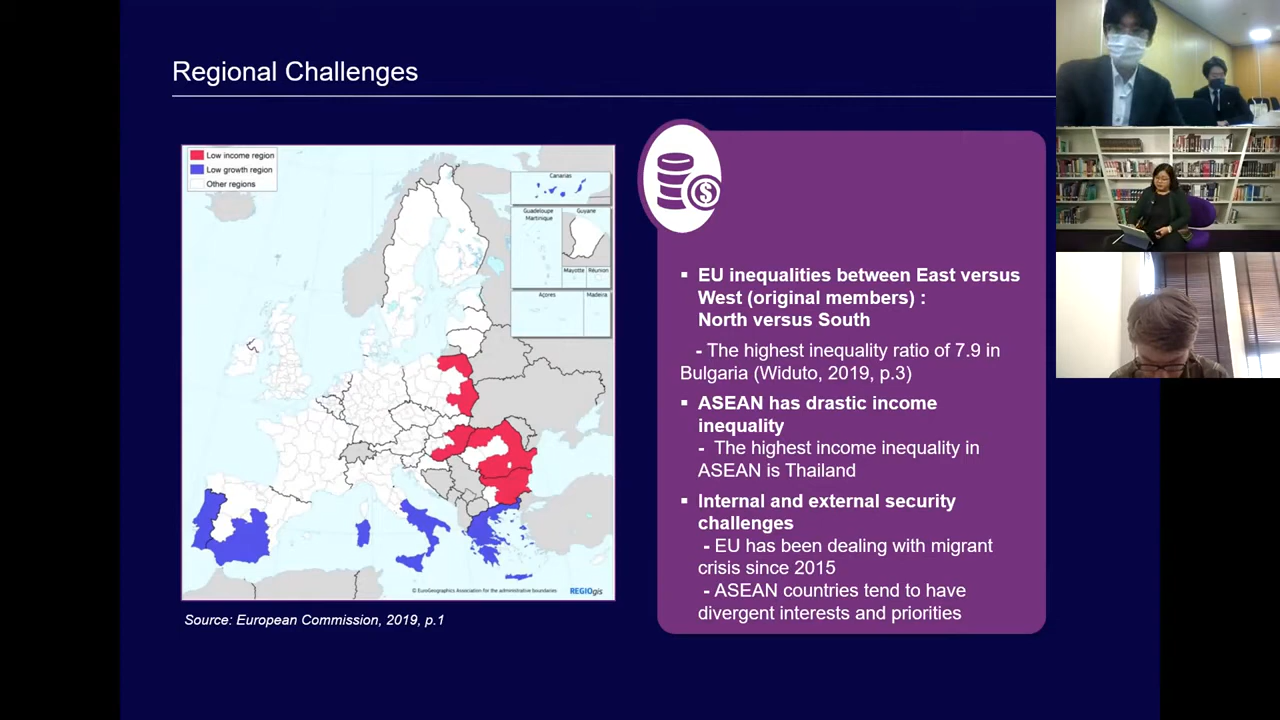 Regional Challenges
Low income region
Low growth region
Other regions
Canarias
Guadeloupe
Martinique
Guyane
Mayotte
Réunion
Açores
Madeira
© EuroGeographics Association for the administrative boundaries
REGIOgis
Source: European Commission, 2019, p.1
$
▪ EU inequalities between East versus
West (original members) :
North versus South
- The highest inequality ratio of 7.9 in
Bulgaria (Widuto, 2019, p.3)
▪ ASEAN has drastic income
inequality
- The highest income inequality in
ASEAN is Thailand
▪ Internal and external security
challenges
- EU has been dealing with migrant
crisis since 2015
- ASEAN countries tend to have
divergent interests and priorities